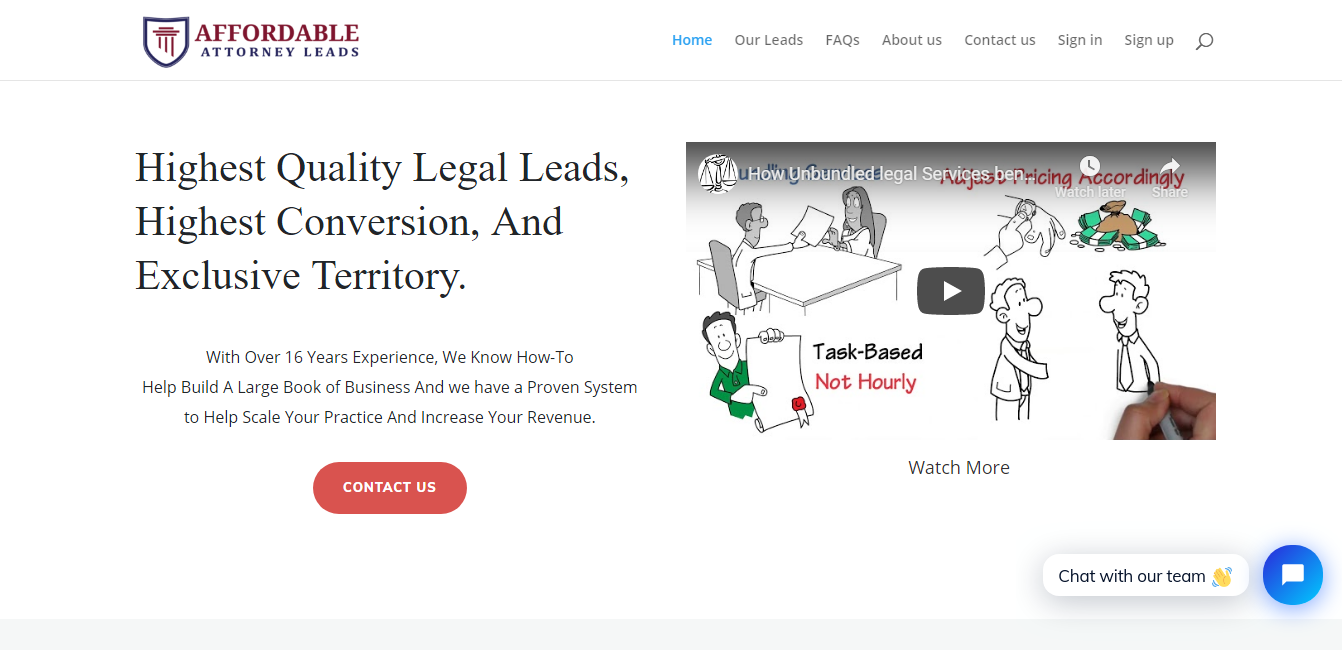 AFFORDABLE
ATTORNEY LEADS
Home
Our Leads
FAQs
About us
Contact us
Sign in
Sign up
Highest Quality Legal Leads,
Highest Conversion, And
Exclusive Territory.
With Over 16 Years Experience, We Know How-To
Help Build A Large Book of Business And we have a Proven System
to Help Scale Your Practice And Increase Your Revenue.
CONTACT US
How Unbundled legal Services ben...
Watch later
Share
Adjust Pricing Accordingly
Task-Based
Not Hourly
Watch More
Chat with our team 👋